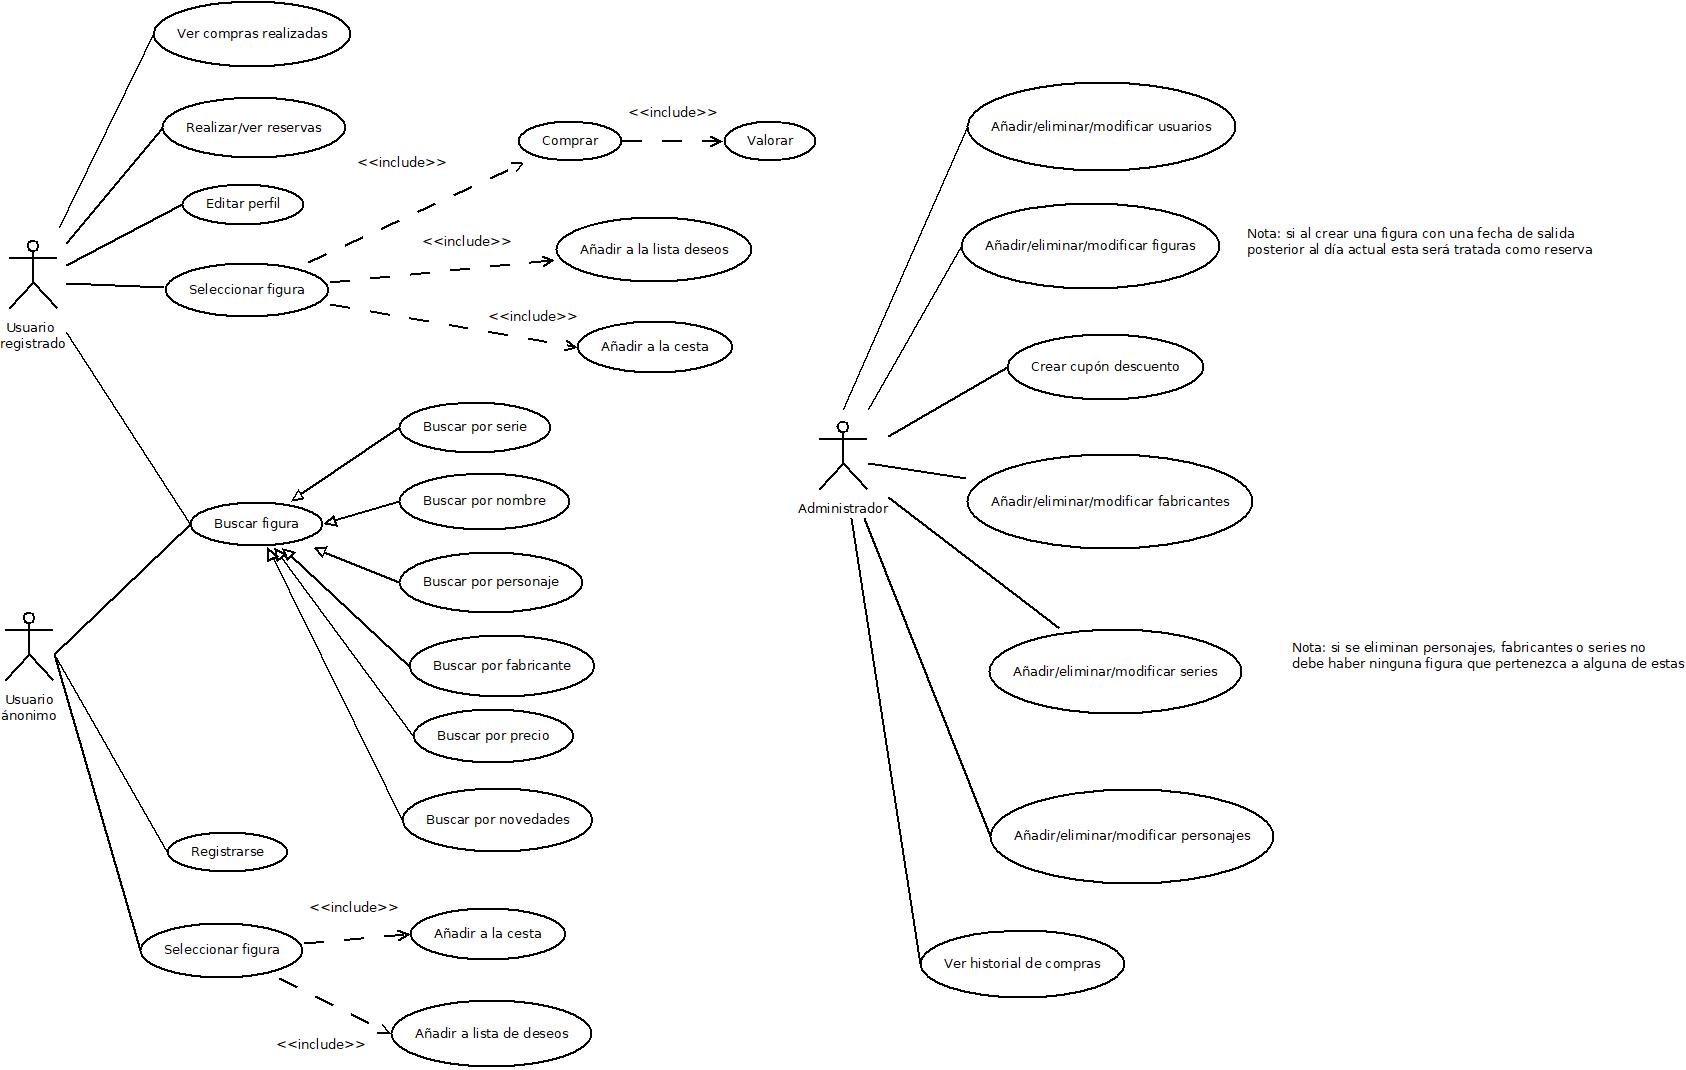 Ver compras realizadas
Realizar/ver reservas
Editar perfil
Seleccionar figura
Usuario
registrado
<<include>>
Comprar
<<include>>
Valorar
<<include>>
Añadir a la lista deseos
<<include>>
Añadir a la cesta
Buscar figura
Buscar por serie
Buscar por nombre
Buscar por personaje
Buscar por fabricante
Buscar por precio
Buscar por novedades
Usuario
ánonimo
Registrarse
Seleccionar figura
<<include>>
Añadir a la cesta
<<include>>
Añadir a lista de deseos
Administrador
Añadir/eliminar/modificar usuarios
Añadir/eliminar/modificar figuras
Nota: si al crear una figura con una fecha de salida
posterior al día actual esta será tratada como reserva
Crear cupón descuento
Añadir/eliminar/modificar fabricantes
Añadir/eliminar/modificar series
Nota: si se eliminan personajes, fabricantes o series no
debe haber ninguna figura que pertenezca a alguna de estas
Añadir/eliminar/modificar personajes
Ver historial de compras